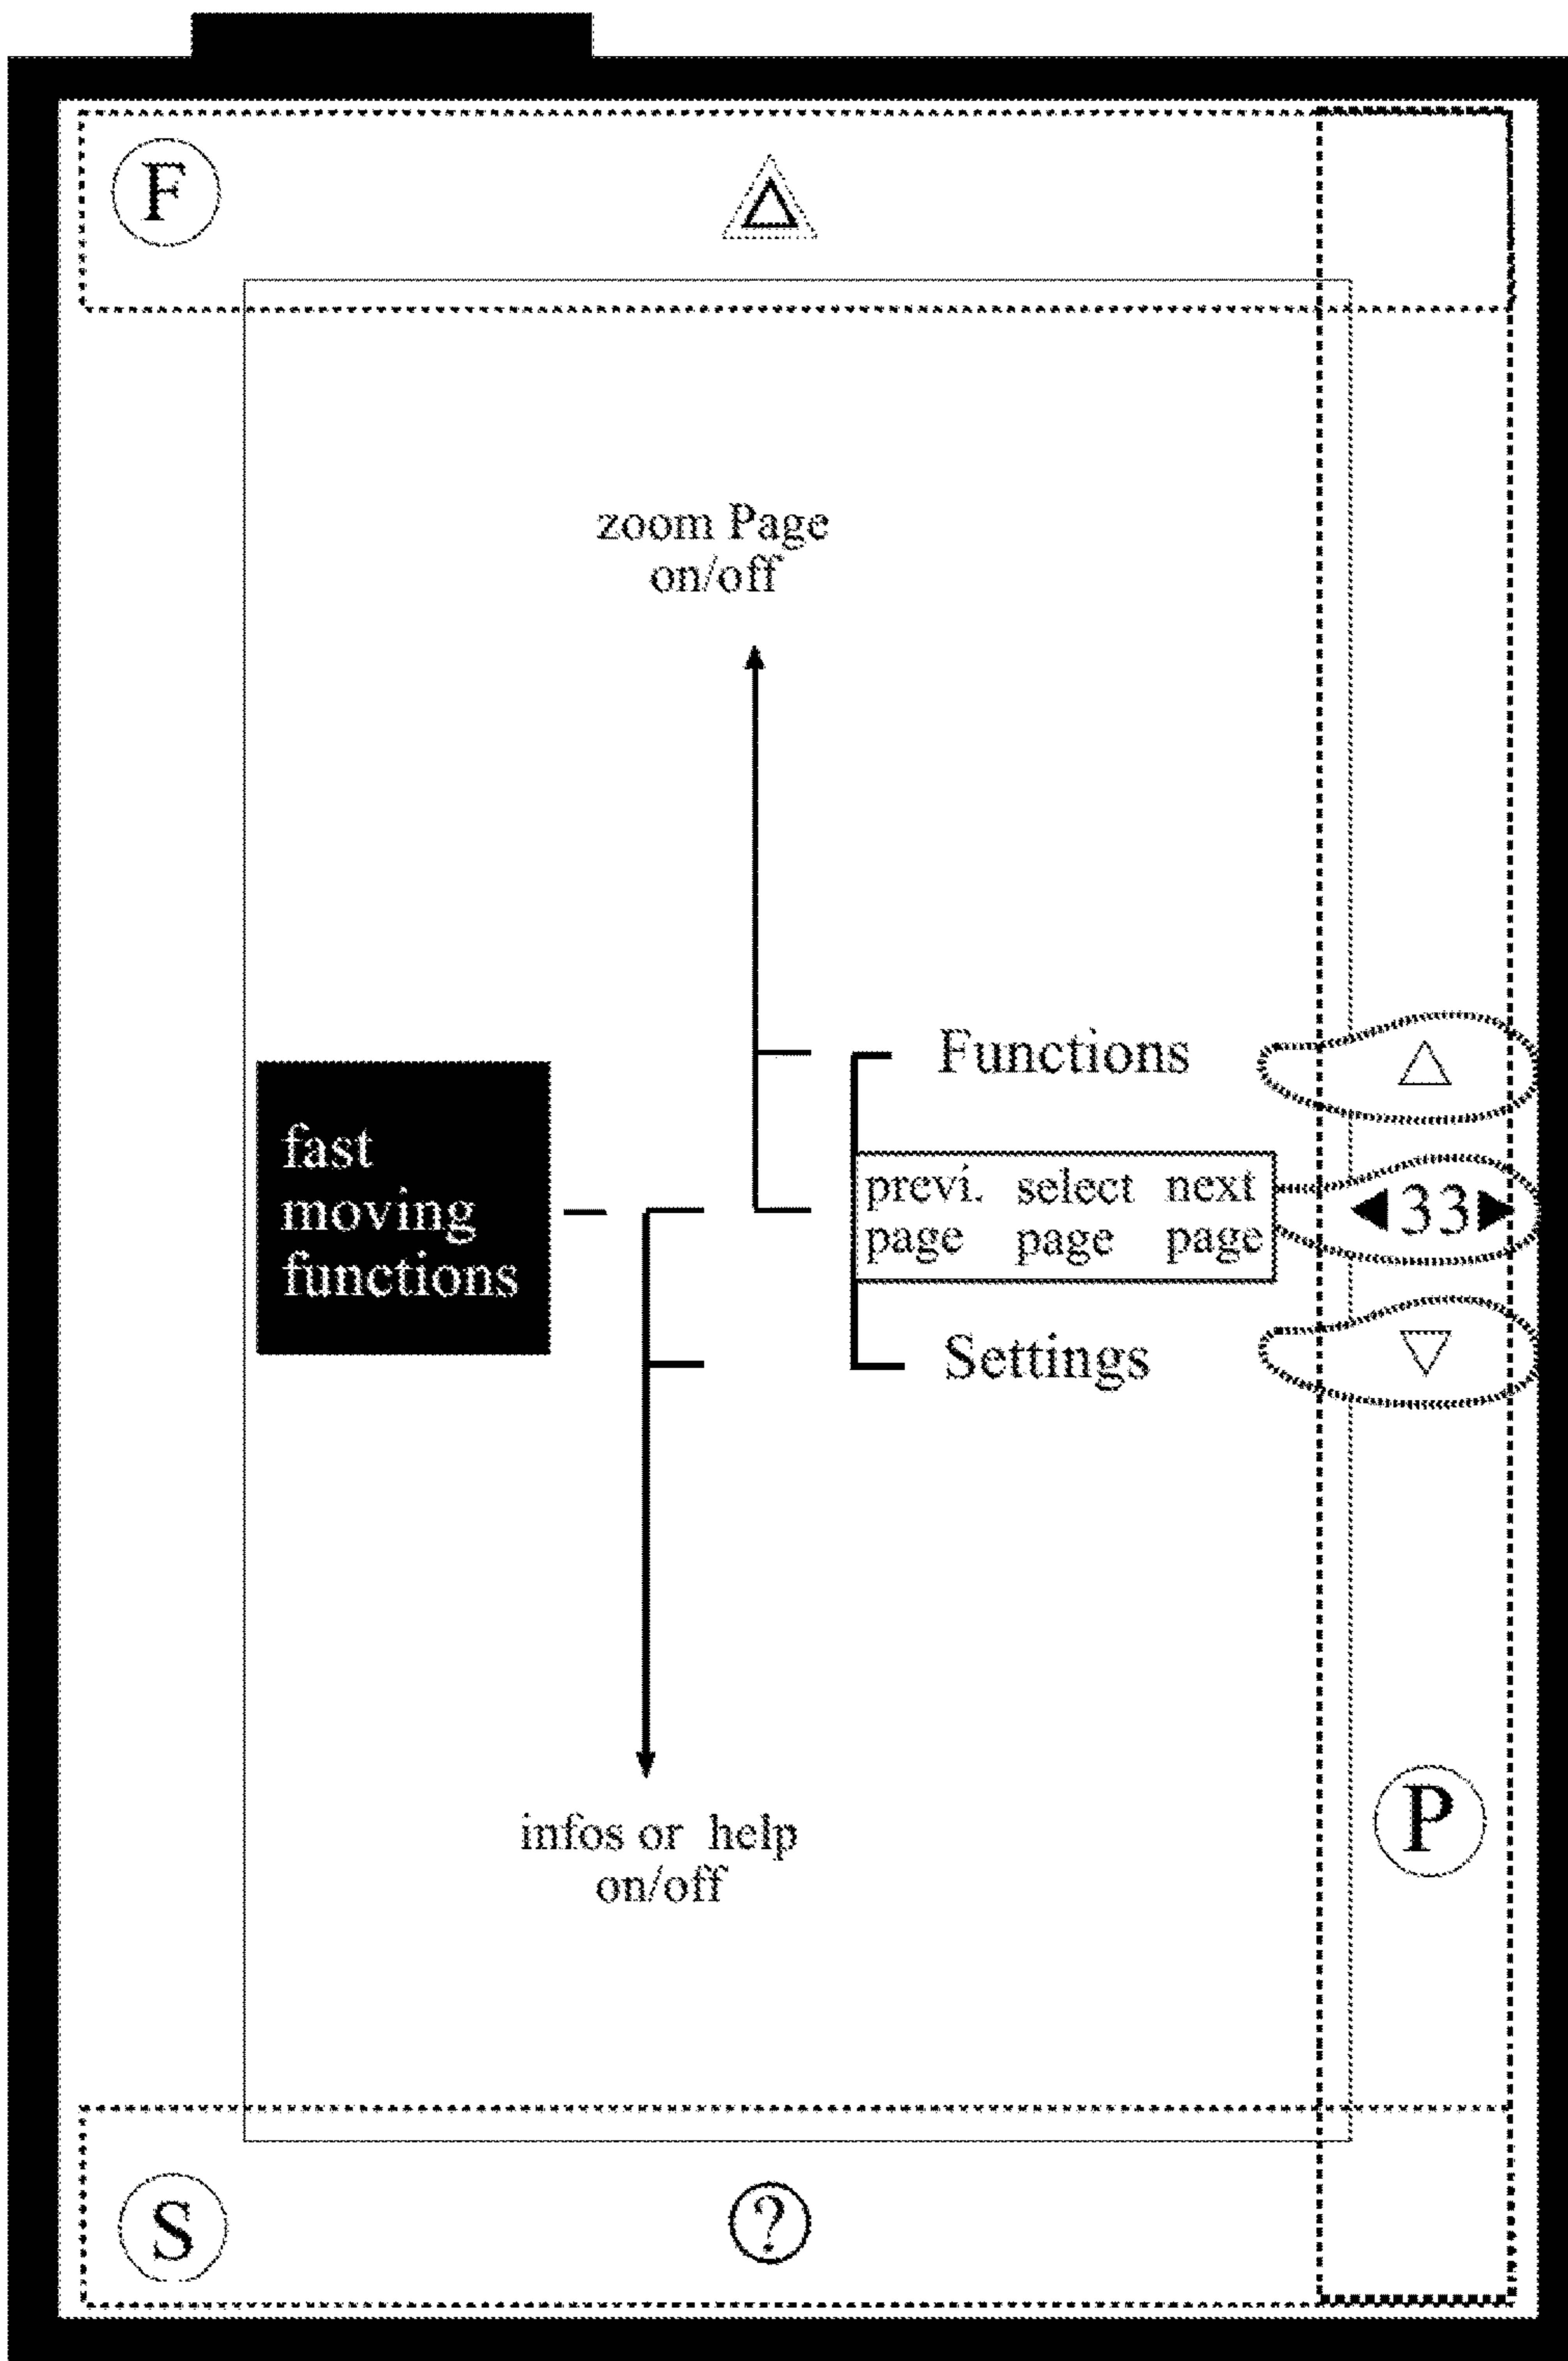 F
zoom Page
on/off
Functions
fast
moving
functions
previ. select next
page page page
33
Settings
P
infos or help
on/off
S
?